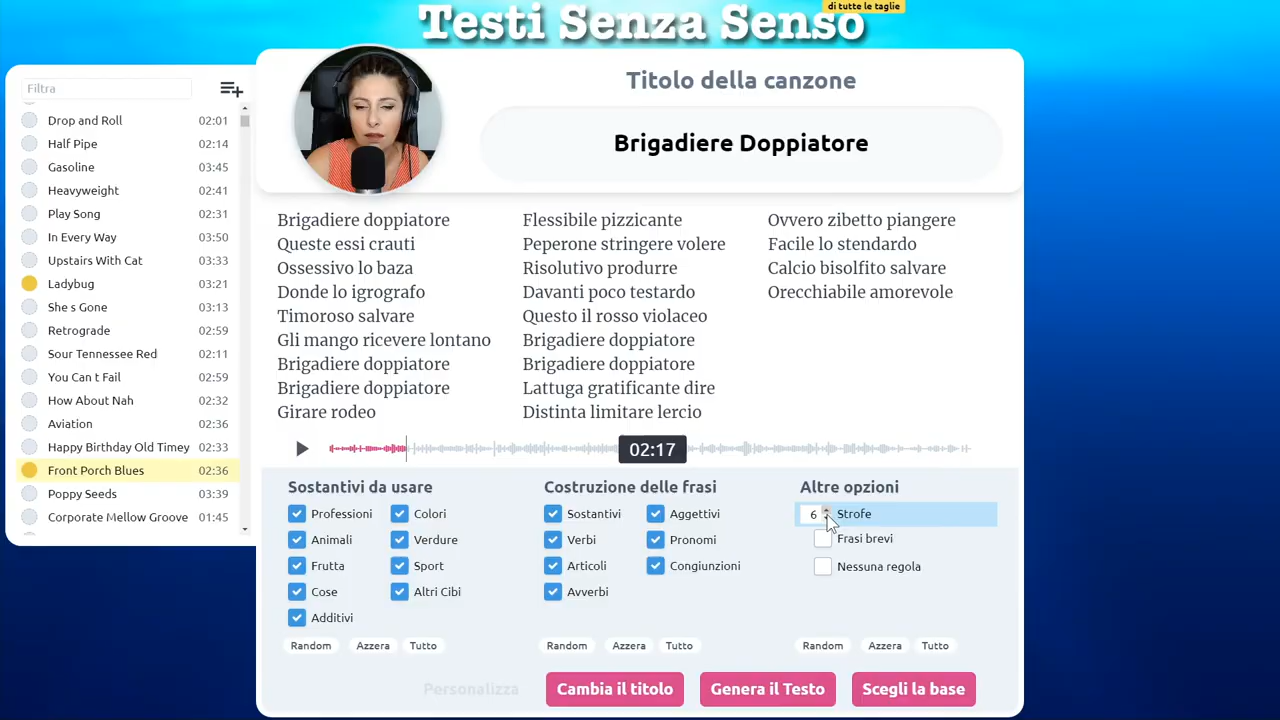 di tutte le taglie
Testi Senza Senso
Filtra
Drop and Roll 02:01
Half Pipe 02:14
Gasoline 03:45
Heavyweight 02:41
Play Song 02:31
In Every Way 03:50
Upstairs With Cat 03:33
Ladybug 03:21
She s Gone 03:13
Retrograde 02:59
Sour Tennessee Red 02:11
You Can t Fail 02:59
How About Nah 02:32
Aviation 02:36
Happy Birthday Old Timey 02:33
Front Porch Blues 02:36
Poppy Seeds 03:39
Corporate Mellow Groove 01:45
Titolo della canzone
Brigadiere Doppiatore
Brigadiere doppiatore
Queste essi crauti
Ossessivo lo baza
Donde lo igrografo
Timoroso salvare
Gli mango ricevere lontano
Brigadiere doppiatore
Brigadiere doppiatore
Girare rodeo
Flessibile pizzicante
Peperone stringere volere
Risolutivo produrre
Davanti poco testardo
Questo il rosso violaceo
Brigadiere doppiatore
Brigadiere doppiatore
Lattuga gratificante dire
Distinta limitare lercio
Ovvero zibetto piangere
Facile lo stendardo
Calcio bisolfito salvare
Orecchiabile amorevole
02:17
Sostantivi da usare
Professioni Colori
Animali Verdure
Frutta Sport
Cose Altri Cibi
Additivi
Random Azzera Tutto
Costruzione delle frasi
Sostantivi Aggettivi
Verbi Pronomi
Articoli Congiunzioni
Avverbi
Random Azzera Tutto
Altre opzioni
6 Strofe
Frasi brevi
Nessuna regola
Random Azzera Tutto
Personalizza
Cambia il titolo
Genera il Testo
Scegli la base